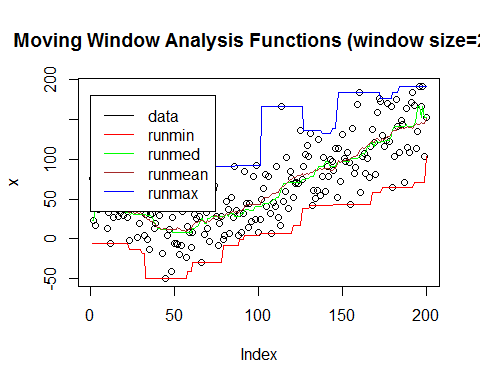 Moving Window Analysis Functions (window size=2
200
100
50
0
-50
x
data
runmin
runmed
runmean
runmax
0
50
100
150
200
Index